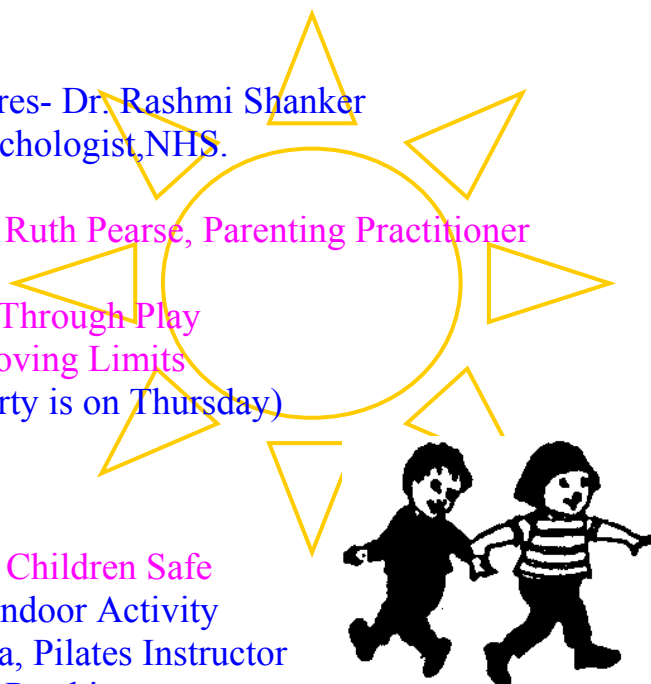 res- Dr. Rashmi Shanker
chologist,NHS.
Ruth Pearse, Parenting Practitioner
Through Play
oving Limits
rty is on Thursday)
Children Safe
ndoor Activity
a, Pilates Instructor